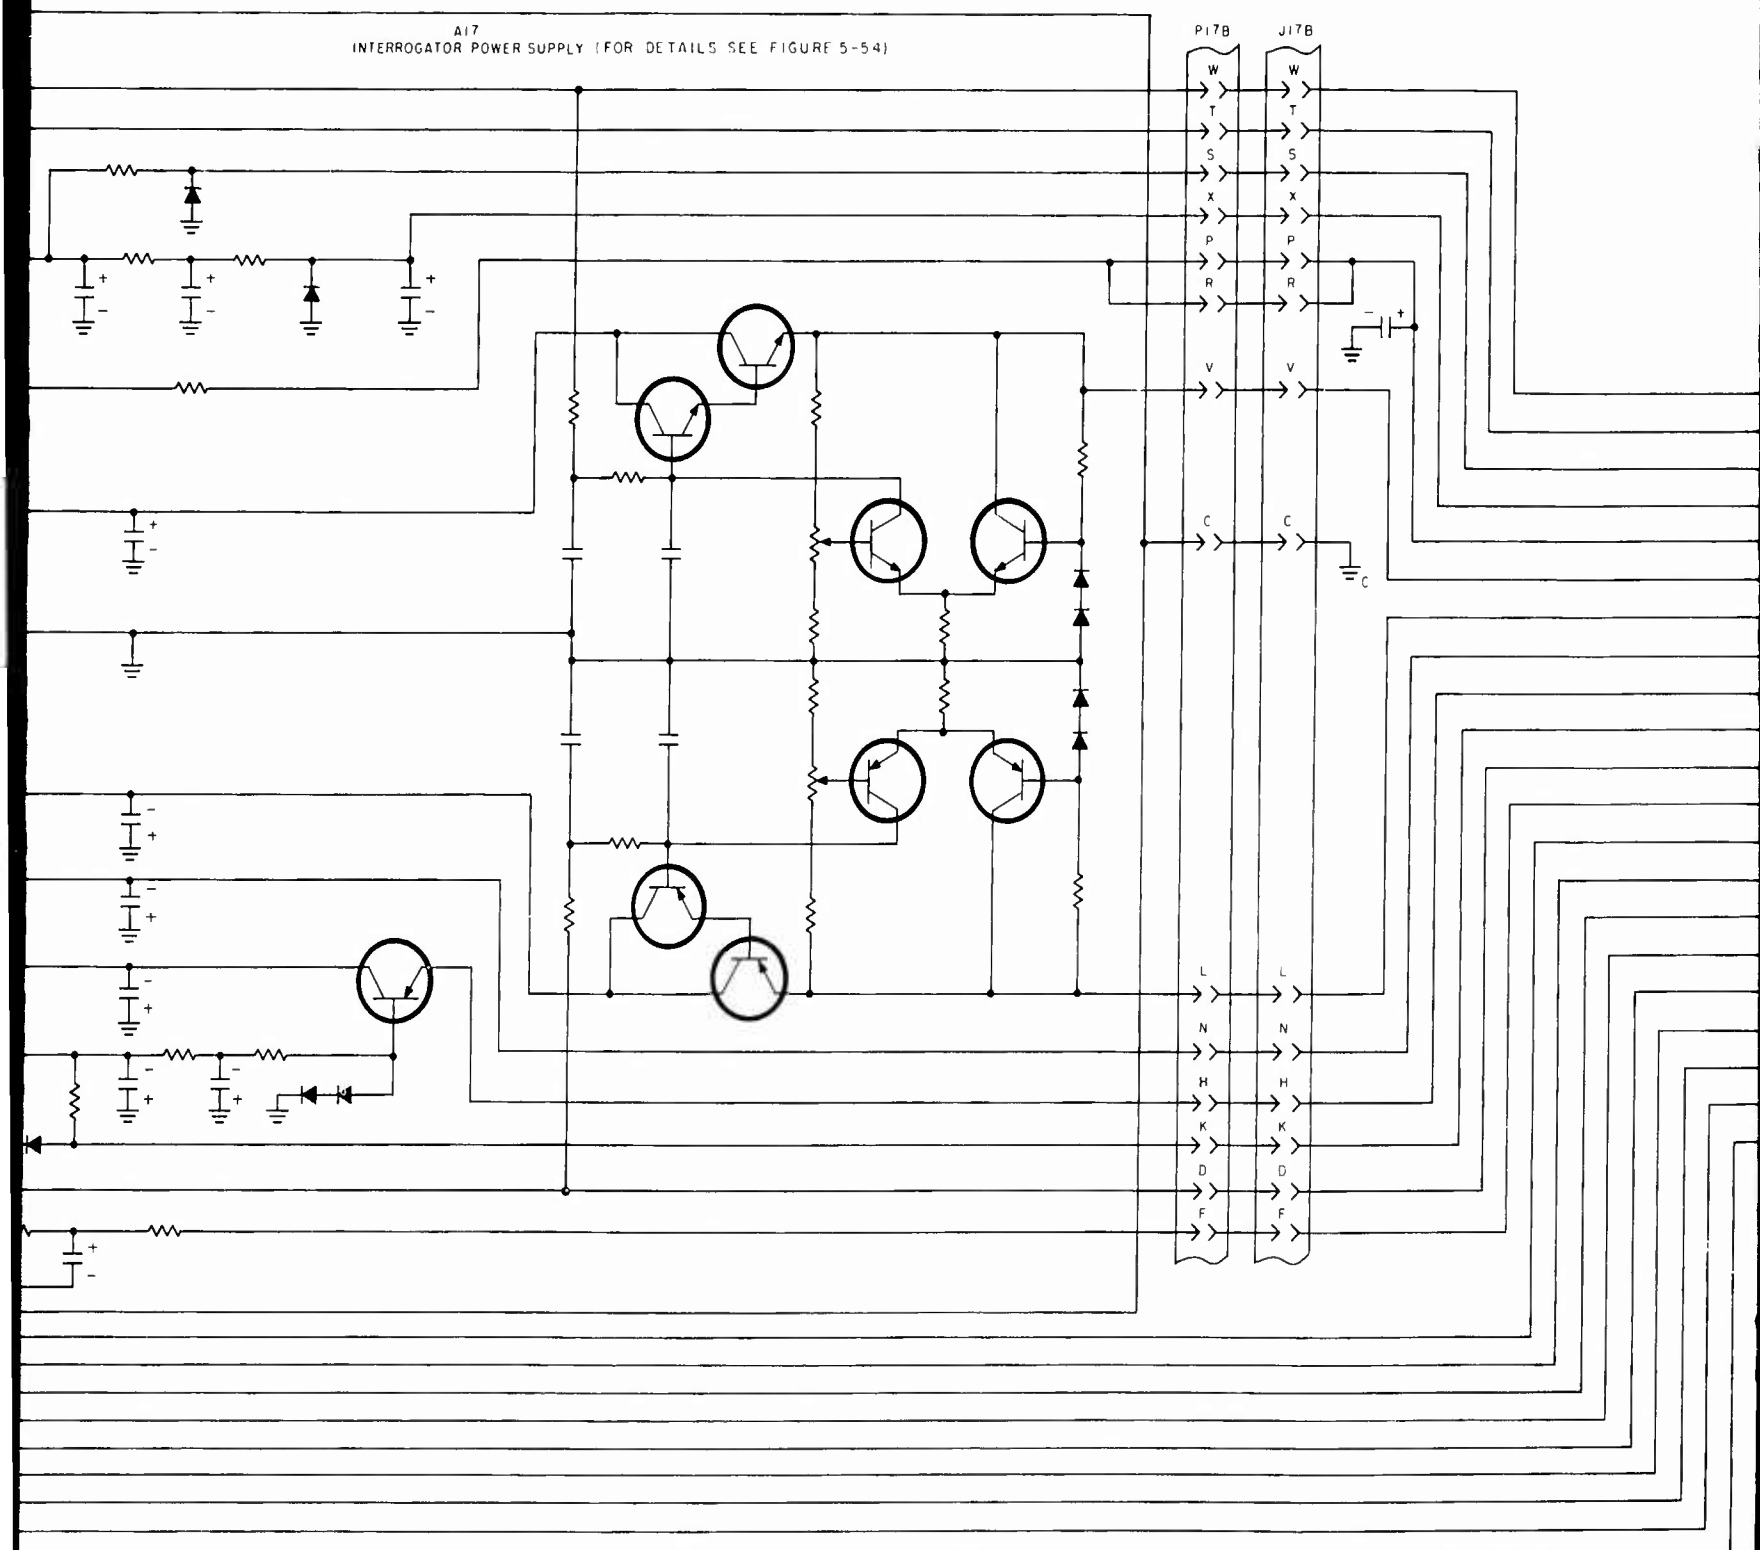 A17
INTERROGATOR POWER SUPPLY (FOR DETAILS SEE FIGURE 5-54)
P17B J17B
W W
T T
S S
X X
P P
R R
- +
V V
C C
C
+
-
+
-
+
-
+
-
-
+
-
+
-
+
-
+
-
+
L L
N N
H H
K K
D D
F F
+
-